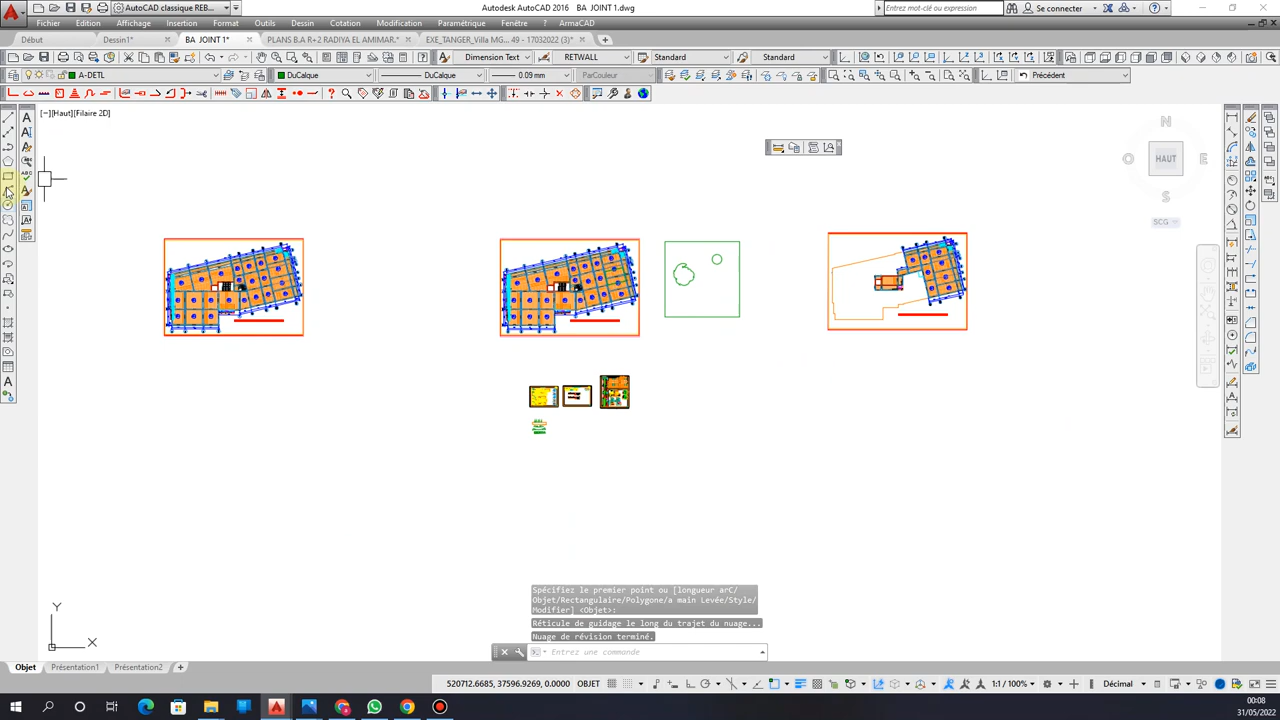 AutoCAD classique REB...
Autodesk AutoCAD 2016 BA JOINT 1.dwg
Entrez mot-clé ou expression
Se connecter
Fichier Edition Affichage Insertion Format Outils Dessin Cotation Modification Paramétrique Fenêtre ? ArmaCAD
Début Dessin1* BA JOINT 1* PLANS B.A R+2 RADIYA EL AMIMAR.* EXE_TANGER_Villa MG... 49 - 17032022 (3)*
Dimension Text RETWALL Standard Standard
A-DETL DuCalque DuCalque 0.09 mm ParCouleur Précédent
[−][Haut][Filaire 2D]
N
O HAUT E
S
SCG
Spécifiez le premier point ou [longueur arC/
Objet/Rectangulaire/Polygone/a main Levée/Style/
Modifier] <Objet>:
Réticule de guidage le long du trajet du nuage...
Nuage de révision terminé.
Y
X
Entrez une commande
Objet Présentation1 Présentation2
520712.6685, 37596.9269, 0.0000 OBJET 1:1 / 100% Décimal
00:08
31/05/2022